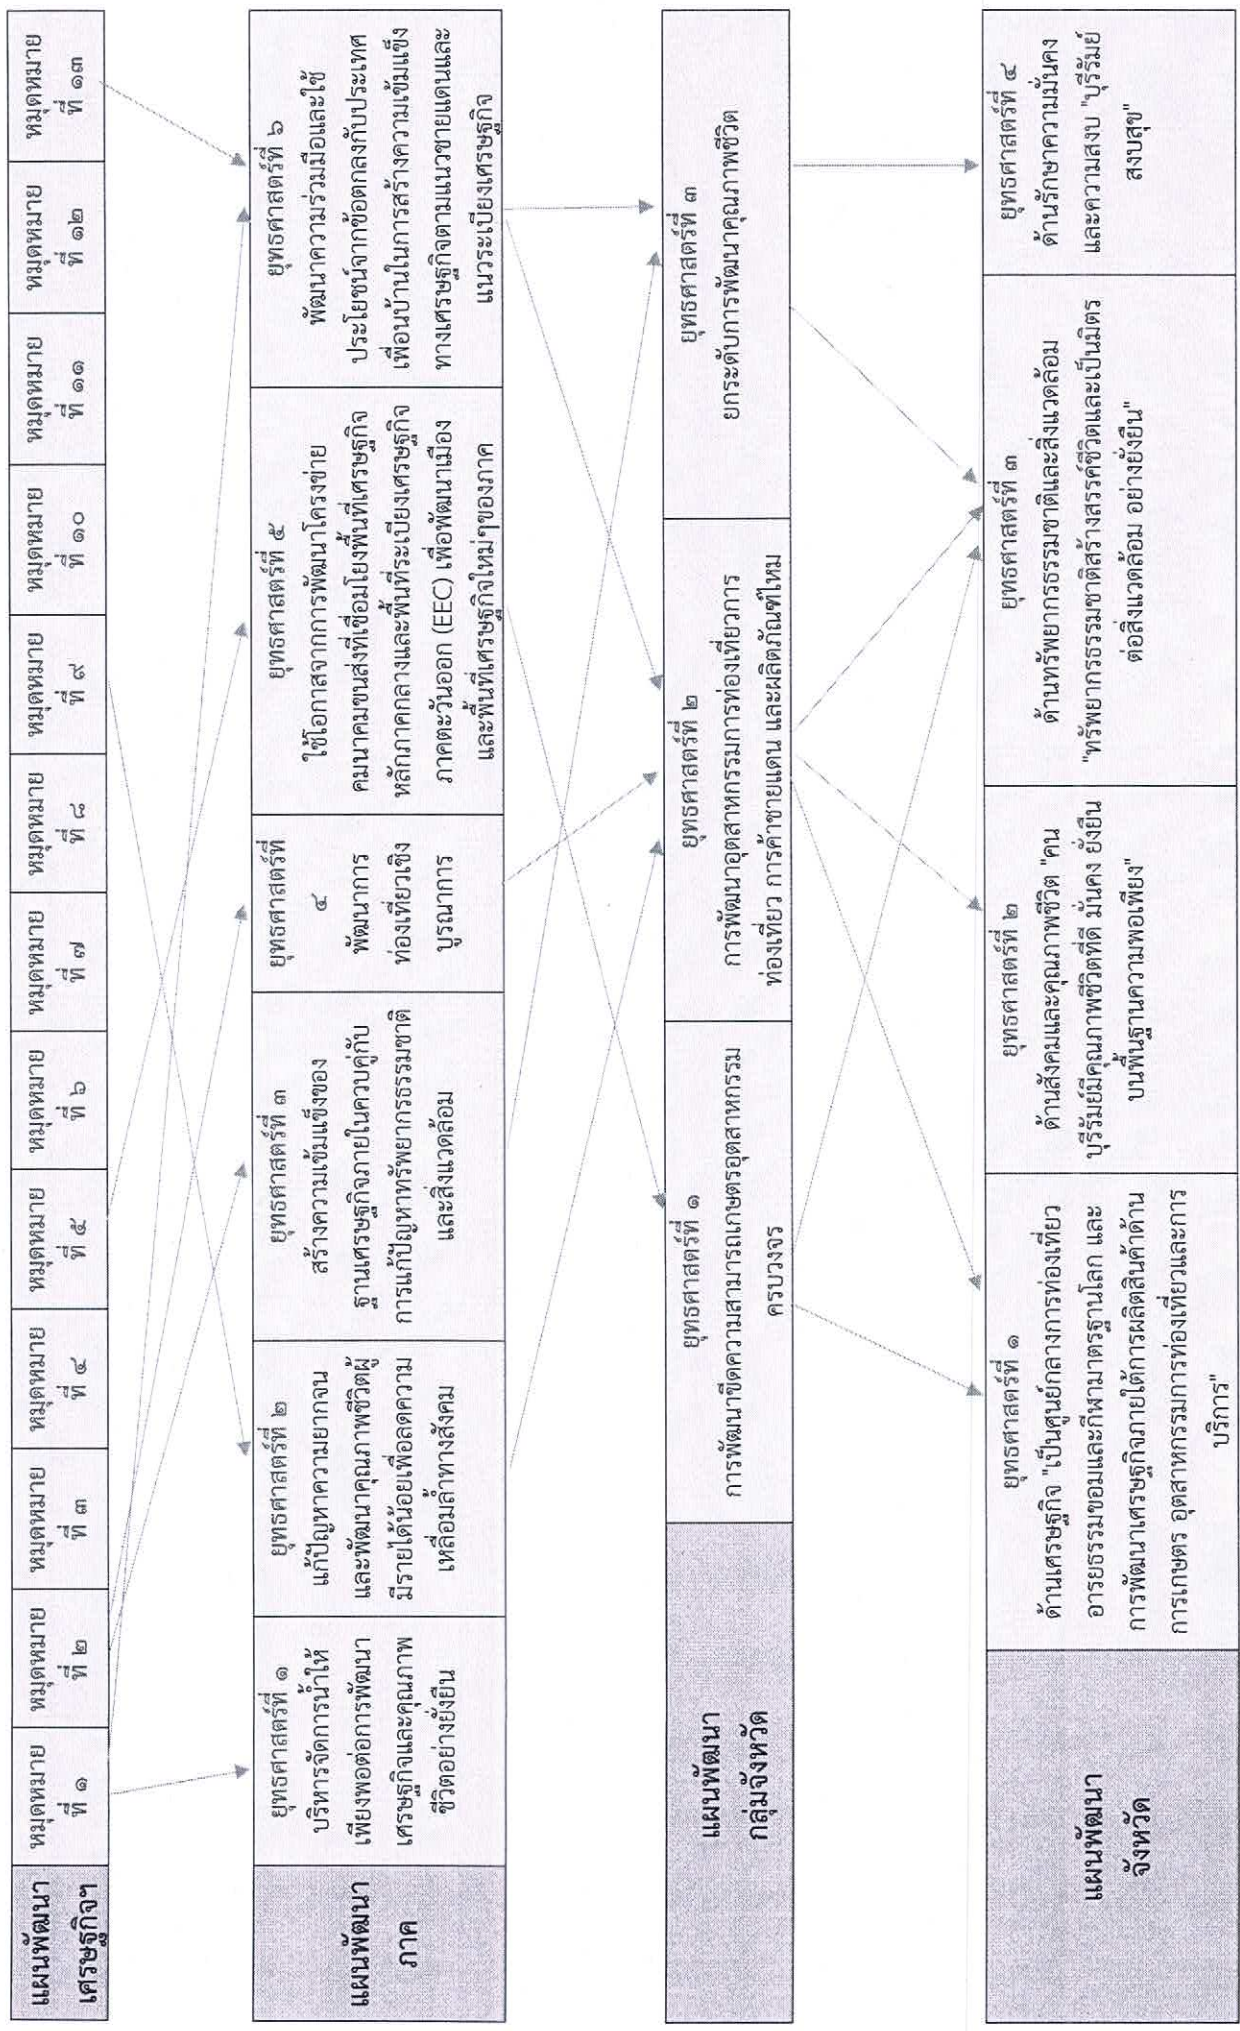 แผนพัฒนา
เศรษฐกิจฯ
หมุดหมาย
ที่ ๑
หมุดหมาย
ที่ ๒
หมุดหมาย
ที่ ๓
หมุดหมาย
ที่ ๔
หมุดหมาย
ที่ ๕
หมุดหมาย
ที่ ๖
หมุดหมาย
ที่ ๗
หมุดหมาย
ที่ ๘
หมุดหมาย
ที่ ๙
หมุดหมาย
ที่ ๑๐
หมุดหมาย
ที่ ๑๑
หมุดหมาย
ที่ ๑๒
หมุดหมาย
ที่ ๑๓
แผนพัฒนา
ภาค
ยุทธศาสตร์ที่ ๑
บริหารจัดการน้ำให้
เพียงพอต่อการพัฒนา
เศรษฐกิจและคุณภาพ
ชีวิตอย่างยั่งยืน
ยุทธศาสตร์ที่ ๒
แก้ปัญหาความยากจน
และพัฒนาคุณภาพชีวิตผู้
มีรายได้น้อยเพื่อลดความ
เหลื่อมล้ำทางสังคม
ยุทธศาสตร์ที่ ๓
สร้างความเข้มแข็งของ
ฐานเศรษฐกิจภายในควบคู่กับ
การแก้ปัญหาทรัพยากรธรรมชาติ
และสิ่งแวดล้อม
ยุทธศาสตร์ที่
๔
พัฒนาการ
ท่องเที่ยวเชิง
บูรณาการ
ยุทธศาสตร์ที่ ๕
ใช้โอกาสจากการพัฒนาโครงข่าย
คมนาคมขนส่งที่เชื่อมโยงพื้นที่เศรษฐกิจ
หลักภาคกลางและพื้นที่ระเบียงเศรษฐกิจ
ภาคตะวันออก (EEC) เพื่อพัฒนาเมือง
และพื้นที่เศรษฐกิจใหม่ๆของภาค
ยุทธศาสตร์ที่ ๖
พัฒนาความร่วมมือและใช้
ประโยชน์จากข้อตกลงกับประเทศ
เพื่อนบ้านในการสร้างความเข้มแข็ง
ทางเศรษฐกิจตามแนวชายแดนและ
แนวระเบียงเศรษฐกิจ
แผนพัฒนา
กลุ่มจังหวัด
ยุทธศาสตร์ที่ ๑
การพัฒนาขีดความสามารถเกษตรอุตสาหกรรม
ครบวงจร
ยุทธศาสตร์ที่ ๒
การพัฒนาอุตสาหกรรมการท่องเที่ยวการ
ท่องเที่ยว การค้าชายแดน และผลิตภัณฑ์ไหม
ยุทธศาสตร์ที่ ๓
ยกระดับการพัฒนาคุณภาพชีวิต
แผนพัฒนา
จังหวัด
ยุทธศาสตร์ที่ ๑
ด้านเศรษฐกิจ "เป็นศูนย์กลางการท่องเที่ยว
อารยธรรมขอมและกีฬามาตรฐานโลก และ
การพัฒนาเศรษฐกิจภายใต้การผลิตสินค้าด้าน
การเกษตร อุตสาหกรรมการท่องเที่ยวและการ
บริการ"
ยุทธศาสตร์ที่ ๒
ด้านสังคมและคุณภาพชีวิต "คน
บุรีรัมย์มีคุณภาพชีวิตที่ดี มั่นคง ยั่งยืน
บนพื้นฐานความพอเพียง"
ยุทธศาสตร์ที่ ๓
ด้านทรัพยากรธรรมชาติและสิ่งแวดล้อม
"ทรัพยากรธรรมชาติสร้างสรรค์ชีวิตและเป็นมิตร
ต่อสิ่งแวดล้อม อย่างยั่งยืน"
ยุทธศาสตร์ที่ ๔
ด้านรักษาความมั่นคง
และความสงบ "บุรีรัมย์
สงบสุข"